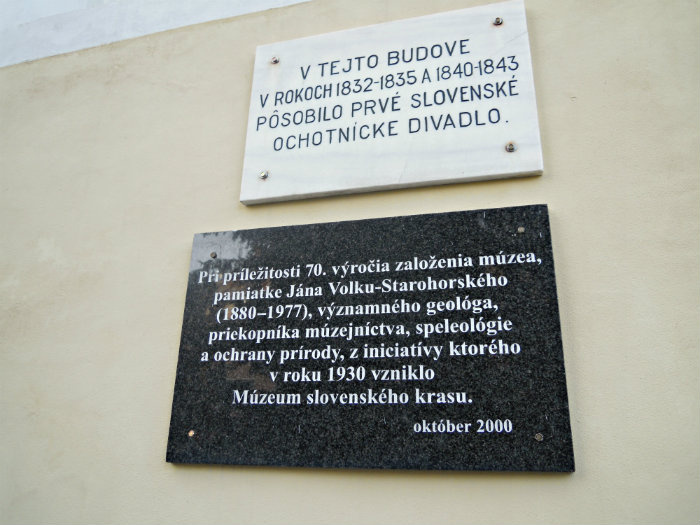 V TEJTO BUDOVE
V ROKOCH 1832-1835 A 1840-1843
PÔSOBILO PRVÉ SLOVENSKÉ
OCHOTNÍCKE DIVADLO.
Pri príležitosti 70. výročia založenia múzea,
pamiatke Jána Volku-Starohorského
(1880–1977), významného geológa,
priekopníka múzejníctva, speleológie
a ochrany prírody, z iniciatívy ktorého
v roku 1930 vzniklo
Múzeum slovenského krasu.
október 2000